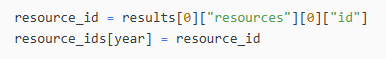 resource_id = results[0]["resources"][0]["id"]
resource_ids[year] = resource_id